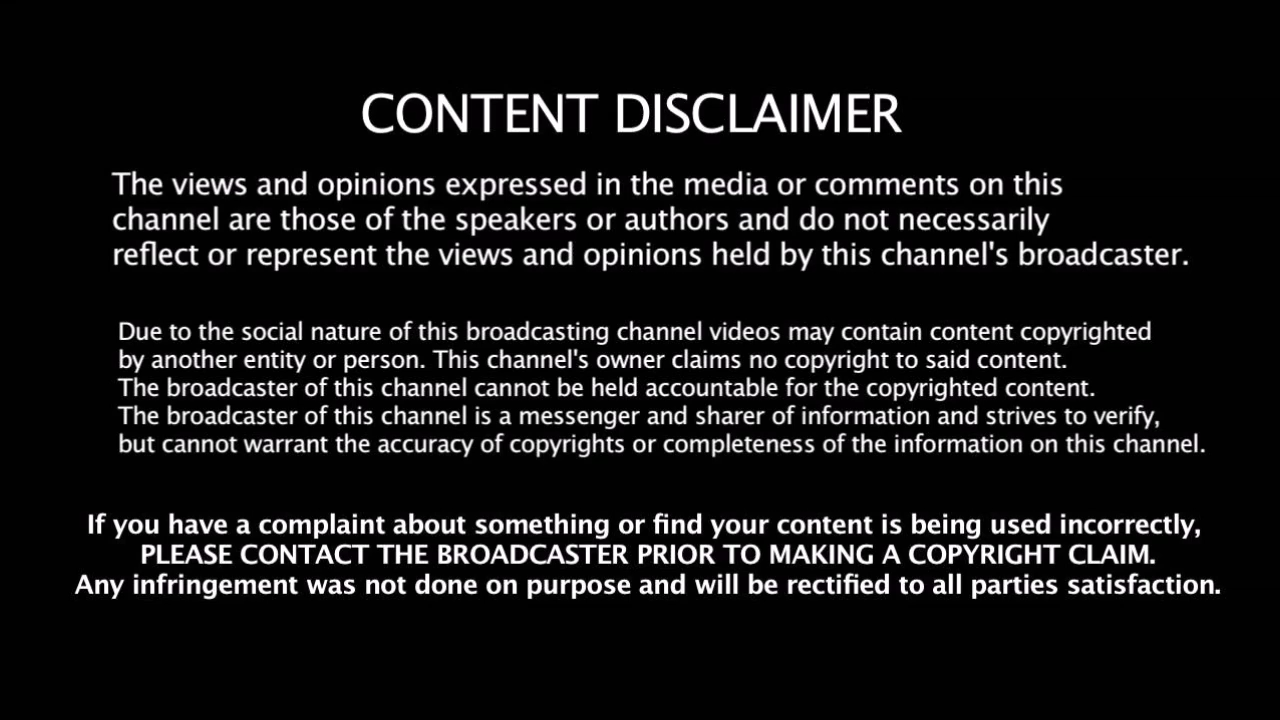 CONTENT DISCLAIMER
The views and opinions expressed in the media or comments on this
channel are those of the speakers or authors and do not necessarily
reflect or represent the views and opinions held by this channel's broadcaster.
Due to the social nature of this broadcasting channel videos may contain content copyrighted
by another entity or person. This channel's owner claims no copyright to said content.
The broadcaster of this channel cannot be held accountable for the copyrighted content.
The broadcaster of this channel is a messenger and sharer of information and strives to verify,
but cannot warrant the accuracy of copyrights or completeness of the information on this channel.
If you have a complaint about something or find your content is being used incorrectly,
PLEASE CONTACT THE BROADCASTER PRIOR TO MAKING A COPYRIGHT CLAIM.
Any infringement was not done on purpose and will be rectified to all parties satisfaction.